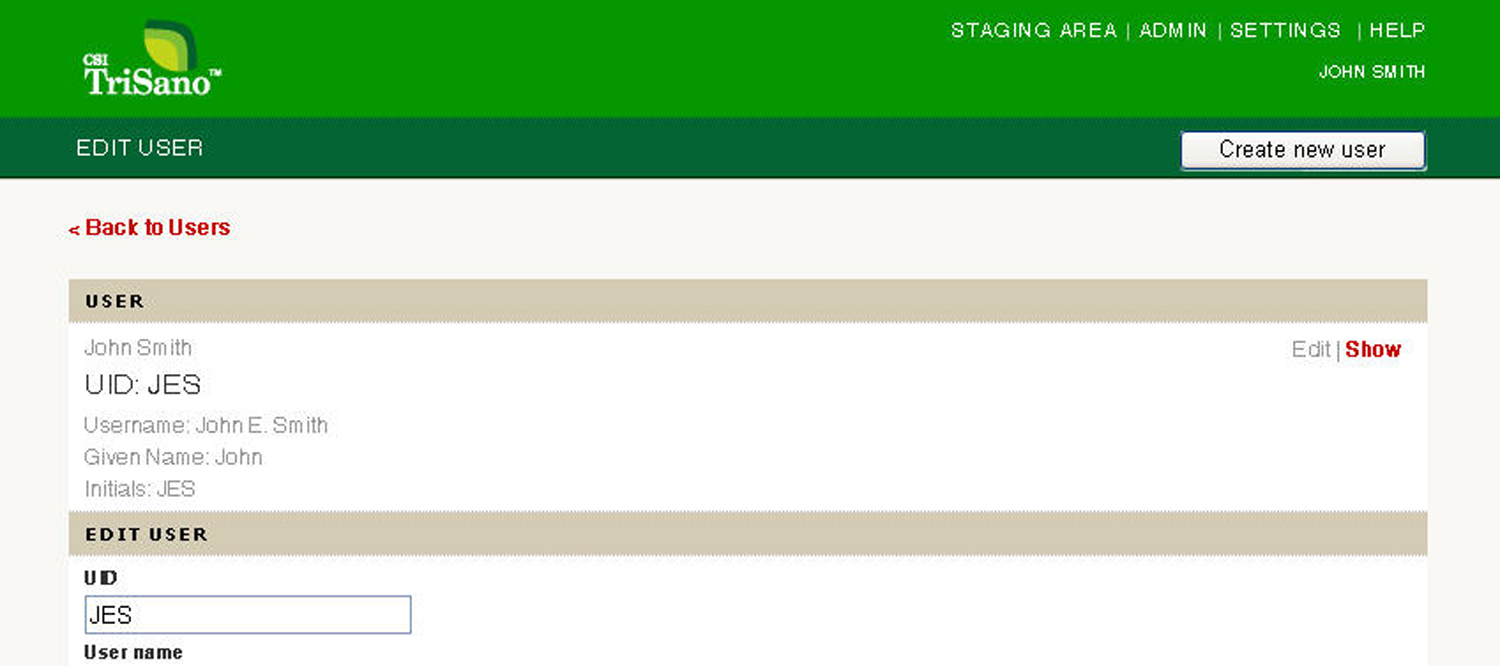 CSI
TriSano™
STAGING AREA | ADMIN | SETTINGS | HELP
JOHN SMITH
EDIT USER
Create new user
< Back to Users
USER
John Smith
Edit | Show
UID: JES
Username: John E. Smith
Given Name: John
Initials: JES
EDIT USER
UID
JES
User name